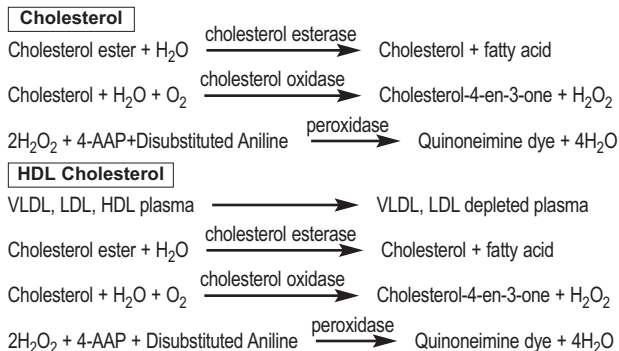 Cholesterol
cholesterol esterase
Cholesterol ester + H₂O Cholesterol + fatty acid
cholesterol oxidase
Cholesterol + H₂O + O₂ Cholesterol-4-en-3-one + H₂O₂
peroxidase
2H₂O₂ + 4-AAP+Disubstituted Aniline Quinoneimine dye + 4H₂O
HDL Cholesterol
VLDL, LDL, HDL plasma VLDL, LDL depleted plasma
cholesterol esterase
Cholesterol ester + H₂O Cholesterol + fatty acid
cholesterol oxidase
Cholesterol + H₂O + O₂ Cholesterol-4-en-3-one + H₂O₂
peroxidase
2H₂O₂ + 4-AAP + Disubstituted Aniline Quinoneimine dye + 4H₂O